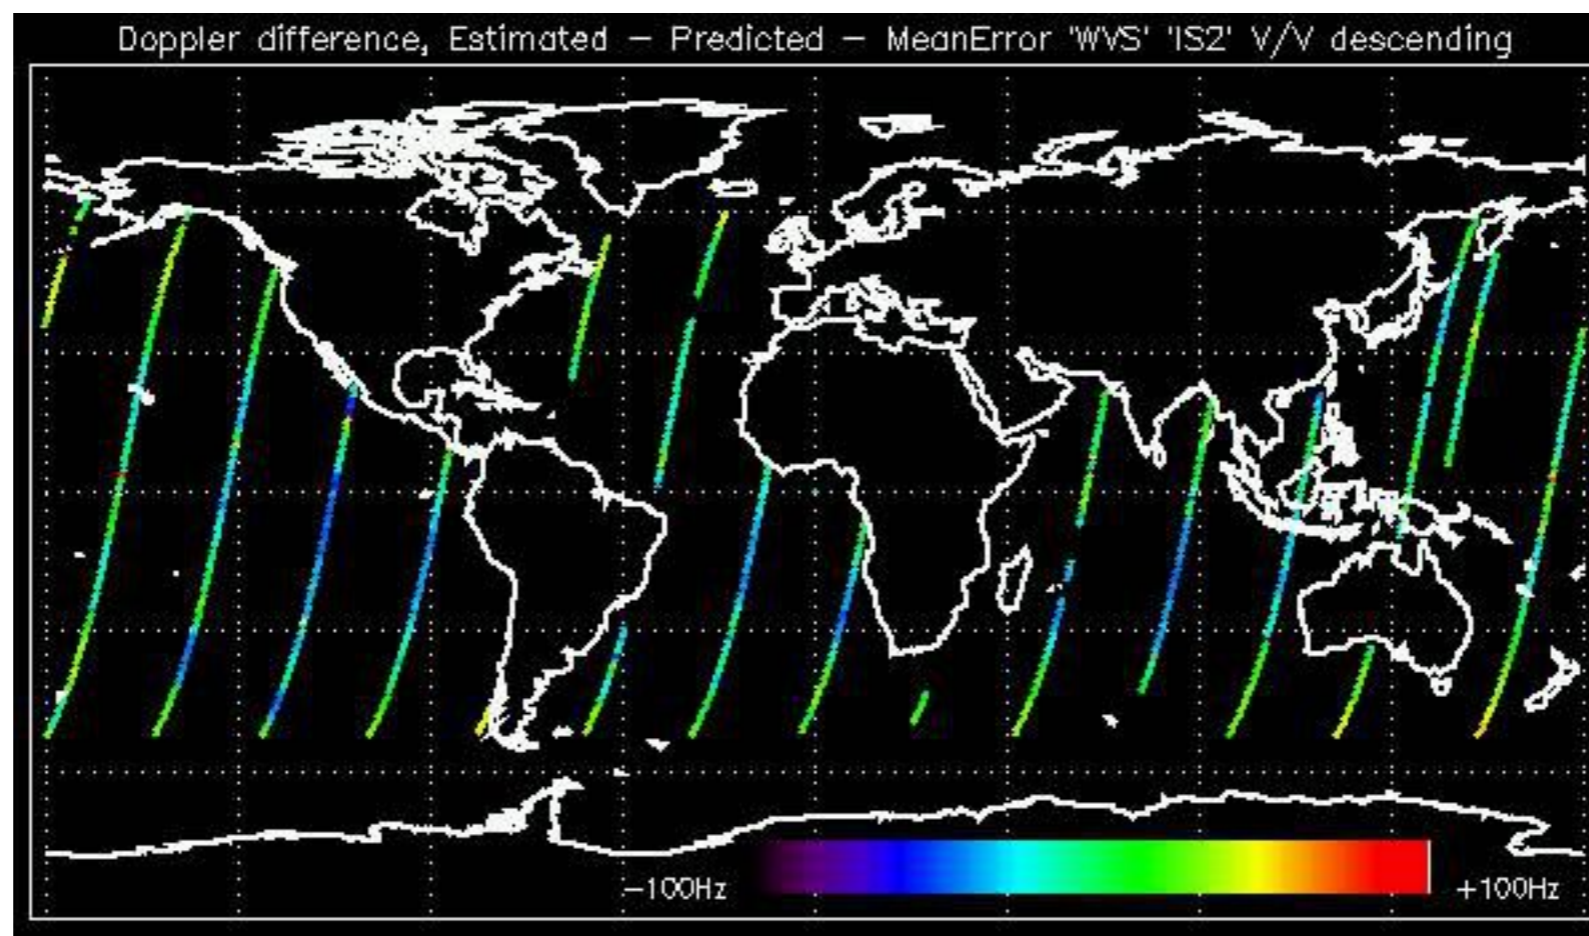 Doppler difference, Estimated – Predicted – MeanError 'WVS' 'IS2' V/V descending
–100Hz
+100Hz